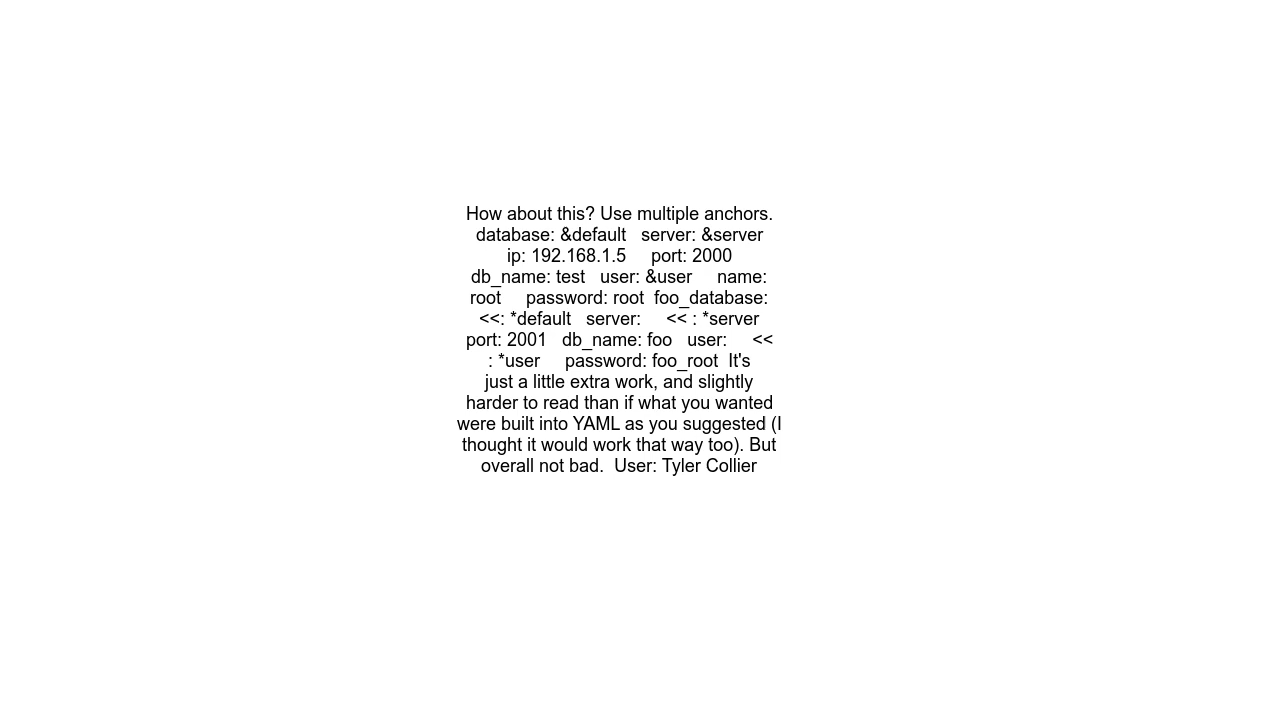 How about this? Use multiple anchors.
database: &default   server: &server
ip: 192.168.1.5     port: 2000
db_name: test   user: &user     name:
root     password: root  foo_database:
<<: *default   server:     << : *server
port: 2001   db_name: foo   user:     <<
: *user     password: foo_root  It's
just a little extra work, and slightly
harder to read than if what you wanted
were built into YAML as you suggested (I
thought it would work that way too). But
overall not bad.  User: Tyler Collier